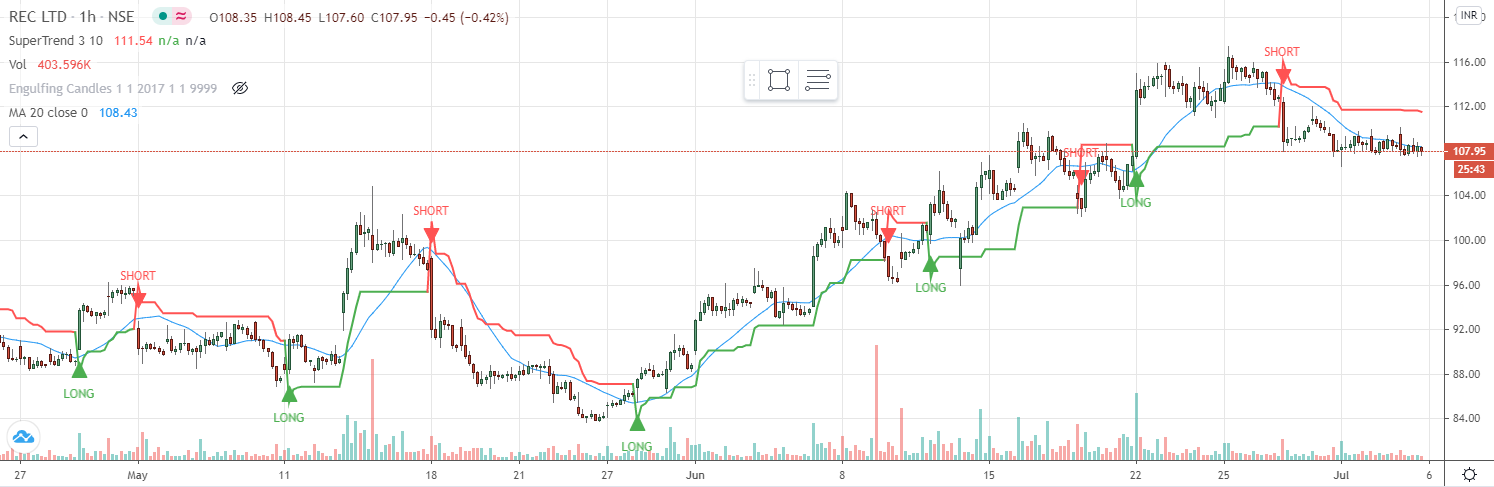 REC LTD · 1h · NSE O108.35 H108.45 L107.60 C107.95 −0.45 (−0.42%)
SuperTrend 3 10 111.54 n/a n/a
Vol 403.596K
Engulfing Candles 1 1 2017 1 1 9999
MA 20 close 0 108.43
INR
116.00
112.00
107.95
25:43
104.00
100.00
96.00
92.00
88.00
84.00
SHORT
SHORT
SHORT
SHORT
SHORT
LONG
LONG
LONG
LONG
LONG
27 May 11 18 21 27 Jun 8 15 22 25 Jul 6